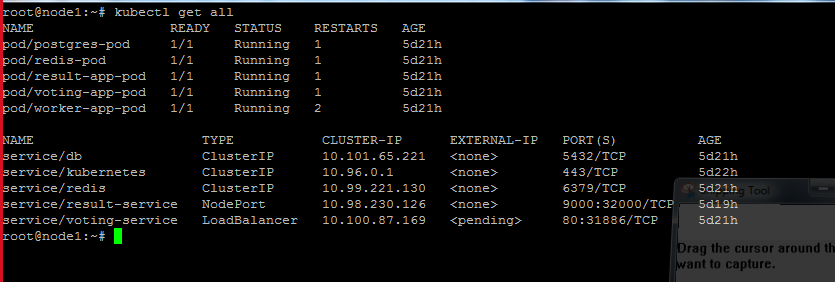 root@node1:~# kubectl get all
NAME READY STATUS RESTARTS AGE
pod/postgres-pod 1/1 Running 1 5d21h
pod/redis-pod 1/1 Running 1 5d21h
pod/result-app-pod 1/1 Running 1 5d21h
pod/voting-app-pod 1/1 Running 1 5d21h
pod/worker-app-pod 1/1 Running 2 5d21h
NAME TYPE CLUSTER-IP EXTERNAL-IP PORT(S) AGE
service/db ClusterIP 10.101.65.221 <none> 5432/TCP 5d21h
service/kubernetes ClusterIP 10.96.0.1 <none> 443/TCP 5d22h
service/redis ClusterIP 10.99.221.130 <none> 6379/TCP 5d21h
service/result-service NodePort 10.98.230.126 <none> 9000:32000/TCP 5d19h
service/voting-service LoadBalancer 10.100.87.169 <pending> 80:31886/TCP 5d21h
root@node1:~#
Tool
Drag the cursor around th
want to capture.